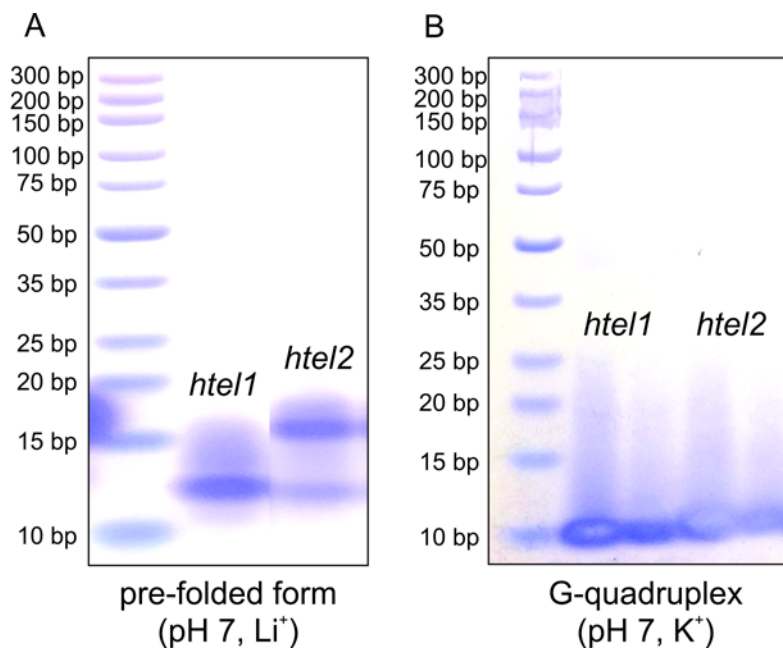 A
300 bp
200 bp
150 bp
100 bp
75 bp
50 bp
35 bp
25 bp
20 bp
15 bp
10 bp
htel1
htel2
pre-folded form
(pH 7, Li⁺)
B
300 bp
200 bp
150 bp
100 bp
75 bp
50 bp
35 bp
25 bp
20 bp
15 bp
10 bp
htel1
htel2
G-quadruplex
(pH 7, K⁺)